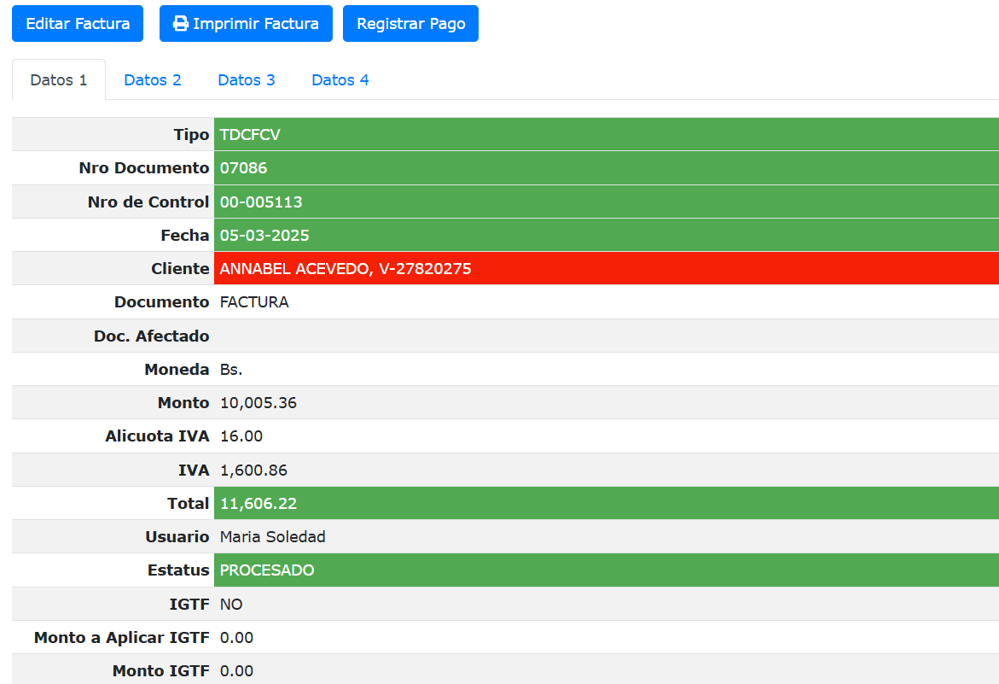 Editar Factura Imprimir Factura Registrar Pago
Datos 1 Datos 2 Datos 3 Datos 4
Tipo TDCFCV
Nro Documento 07086
Nro de Control 00-005113
Fecha 05-03-2025
Cliente ANNABEL ACEVEDO, V-27820275
Documento FACTURA
Doc. Afectado
Moneda Bs.
Monto 10,005.36
Alicuota IVA 16.00
IVA 1,600.86
Total 11,606.22
Usuario Maria Soledad
Estatus PROCESADO
IGTF NO
Monto a Aplicar IGTF 0.00
Monto IGTF 0.00